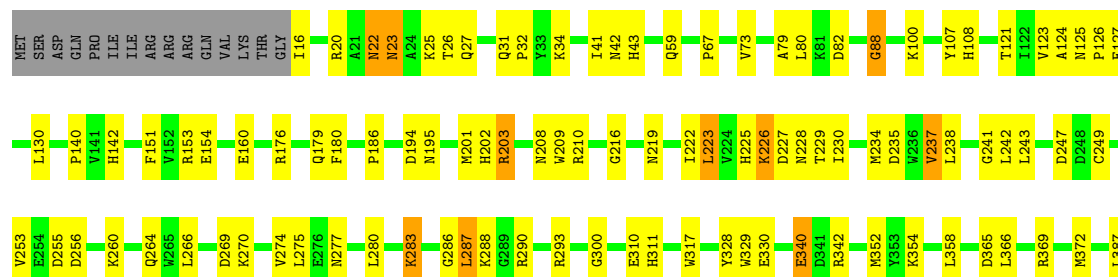 MET SER ASP GLN PRO ILE ILE ARG ARG ARG GLN VAL LYS THR GLY I16 R20 A21 N22 N23 A24 K25 T26 Q27 Q31 P32 Y33 K34 I41 N42 H43 Q59 P67 V73 A79 L80 K81 D82 G88 K100 Y107 H108 T121 I122 V123 A124 N125 P126
L130 P140 V141 H142 F151 V152 R153 E154 E160 R176 Q179 F180 P186 D194 N195 M201 H202 R203 N208 W209 R210 G216 N219 I222 L223 V224 H225 K226 D227 N228 T229 I230 M234 D235 W236 V237 L238 G241 L242 L243 D247 D248 C249
V253 E254 D255 D256 K260 Q264 W265 L266 D269 K270 V274 L275 E276 N277 L280 K283 G286 L287 K288 G289 R290 R293 G300 E310 H311 W317 Y328 W329 E330 E340 D341 R342 M352 Y353 K354 L358 D365 L366 R369 M372